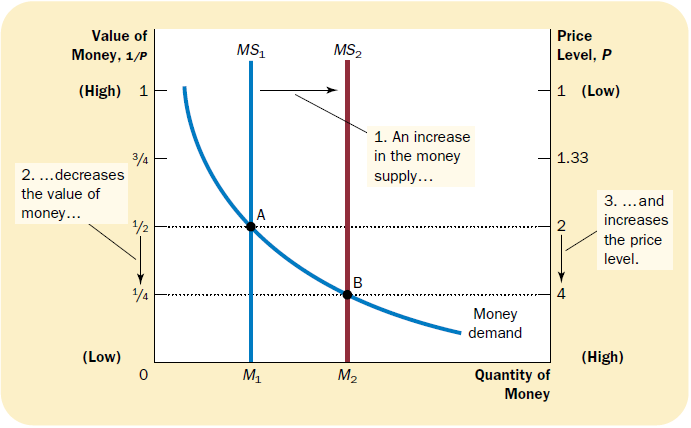 Value of
Money, 1/P
Price
Level, P
MS₁
MS₂
(High) 1
1 (Low)
1. An increase
in the money
supply…
3/4
1.33
2. …decreases
the value of
money…
A
1/2
2
3. …and
increases
the price
level.
B
1/4
4
Money
demand
(Low)
(High)
0
M₁
M₂
Quantity of
Money